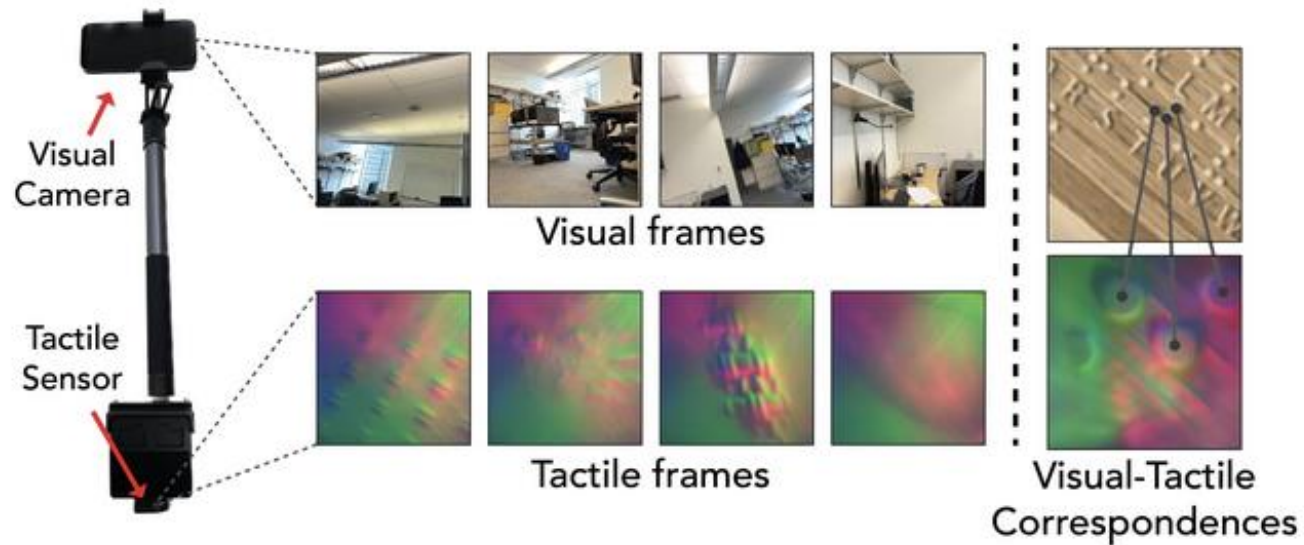 Visual
Camera
Tactile
Sensor
Visual frames
Tactile frames
Visual-Tactile
Correspondences